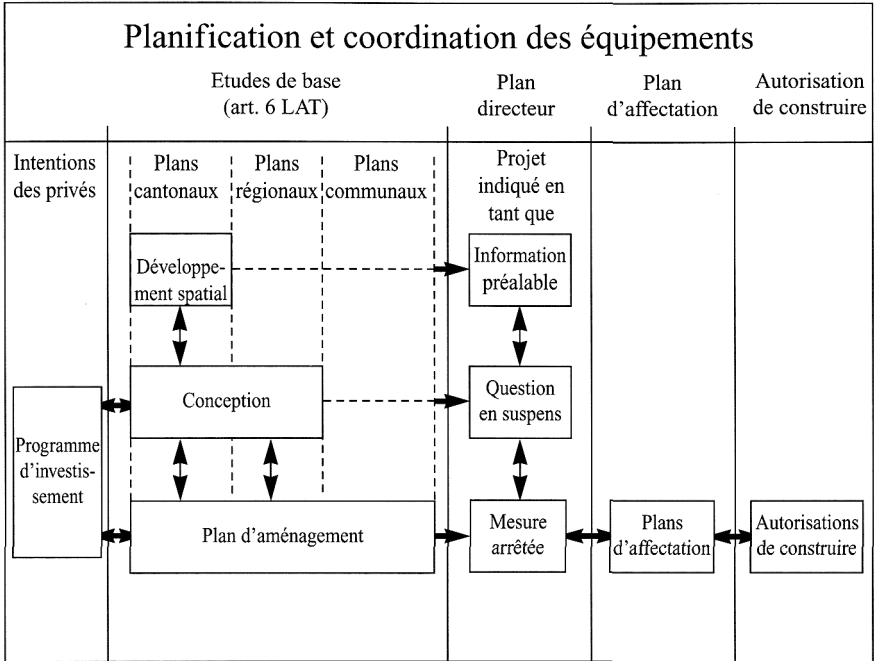 Planification et coordination des équipements
Etudes de base
(art. 6 LAT)
Plan
directeur
Plan
d'affectation
Autorisation
de construire
Intentions
des privés
Plans
cantonaux
Plans
régionaux
Plans
communaux
Projet
indiqué en
tant que
Développe-
ment spatial
Information
préalable
Conception
Question
en suspens
Programme
d'investis-
sement
Plan d'aménagement
Mesure
arrêtée
Plans
d'affectation
Autorisations
de construire